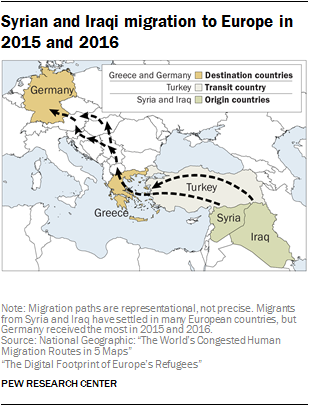 Syrian and Iraqi migration to Europe in
2015 and 2016
Greece and Germany Destination countries
Turkey Transit country
Syria and Iraq Origin countries
Germany
Turkey
Greece
Syria
Iraq
Note: Migration paths are representational, not precise. Migrants
from Syria and Iraq have settled in many European countries, but
Germany received the most in 2015 and 2016.
Source: National Geographic: “The World’s Congested Human
Migration Routes in 5 Maps”
“The Digital Footprint of Europe’s Refugees”
PEW RESEARCH CENTER